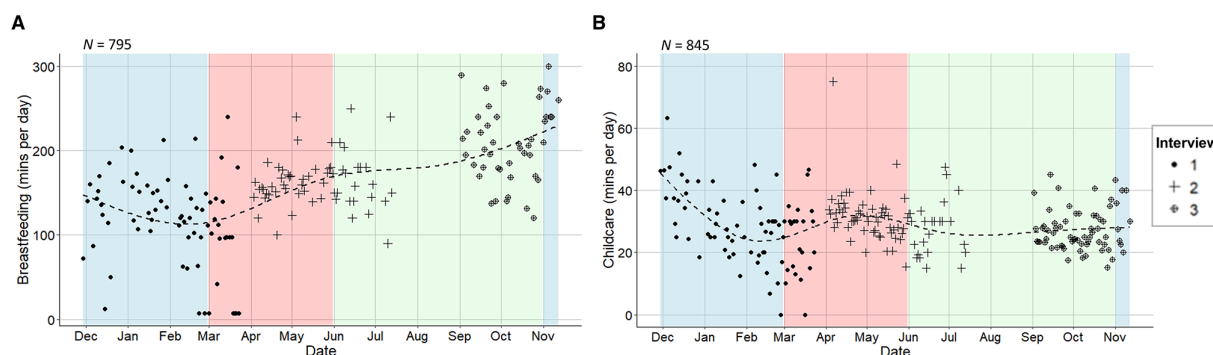 A
N = 795
Breastfeeding (mins per day)
300
200
100
0
Dec Jan Feb Mar Apr May Jun Jul Aug Sep Oct Nov
Date
B
N = 845
Childcare (mins per day)
80
60
40
20
0
Dec Jan Feb Mar Apr May Jun Jul Aug Sep Oct Nov
Date
Interview
1
2
3